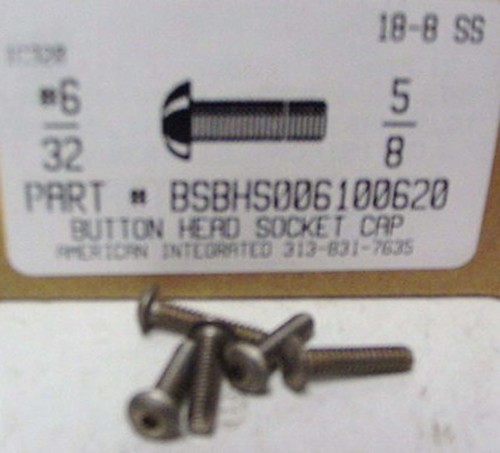 18-8 SS
#6
32
5
8
PART # BSBHS006100620
BUTTON HEAD SOCKET CAP
AMERICAN INTEGRATED 313-831-7635